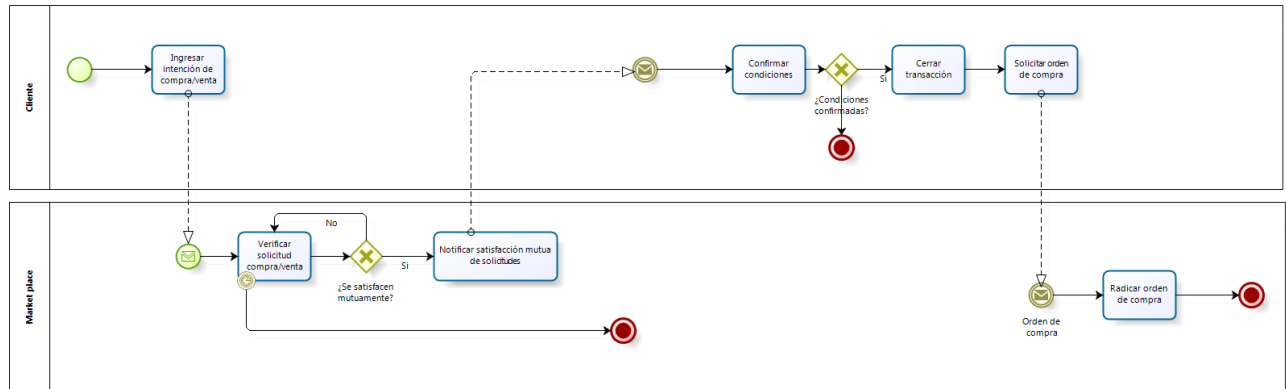 Cliente
Ingresar
intención de
compra/venta
Confirmar
condiciones
¿Condiciones
confirmadas?
Si
Cerrar
transacción
Solicitar orden
de compra
Market place
Verificar
solicitud
compra/venta
No
¿Se satisfacen
mutuamente?
Si
Notificar satisfacción mutua
de solicitudes
Orden de
compra
Radicar orden
de compra